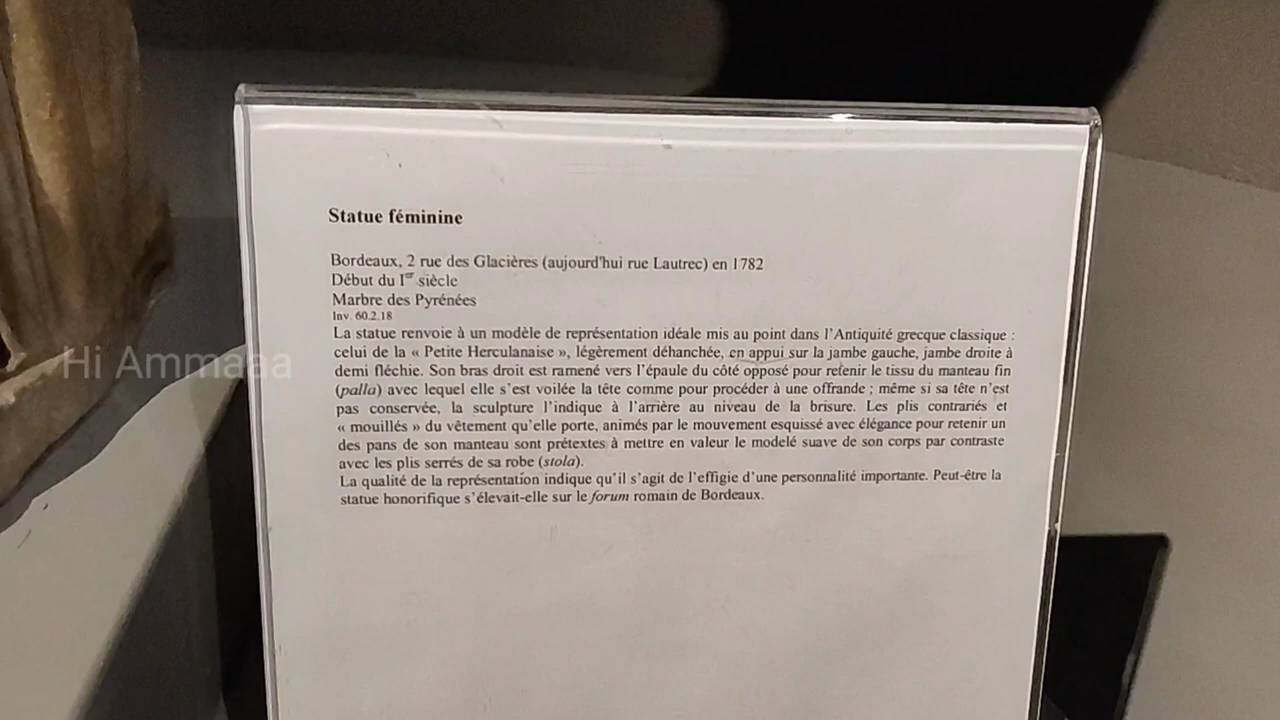 Statue féminine
Bordeaux, 2 rue des Glacières (aujourd'hui rue Lautrec) en 1782
Début du Ier siècle
Marbre des Pyrénées
Inv. 60.2.18
La statue renvoie à un modèle de représentation idéale mis au point dans l'Antiquité grecque classique :
celui de la « Petite Herculanaise », légèrement déhanchée, en appui sur la jambe gauche, jambe droite à
demi fléchie. Son bras droit est ramené vers l'épaule du côté opposé pour retenir le tissu du manteau fin
(palla) avec lequel elle s'est voilée la tête comme pour procéder à une offrande ; même si sa tête n'est
pas conservée, la sculpture l'indique à l'arrière au niveau de la brisure. Les plis contrariés et
« mouillés » du vêtement qu'elle porte, animés par le mouvement esquissé avec élégance pour retenir un
des pans de son manteau sont prétextes à mettre en valeur le modelé suave de son corps par contraste
avec les plis serrés de sa robe (stola).
La qualité de la représentation indique qu'il s'agit de l'effigie d'une personnalité importante. Peut-être la
statue honorifique s'élevait-elle sur le forum romain de Bordeaux.
Hi Ammaaa